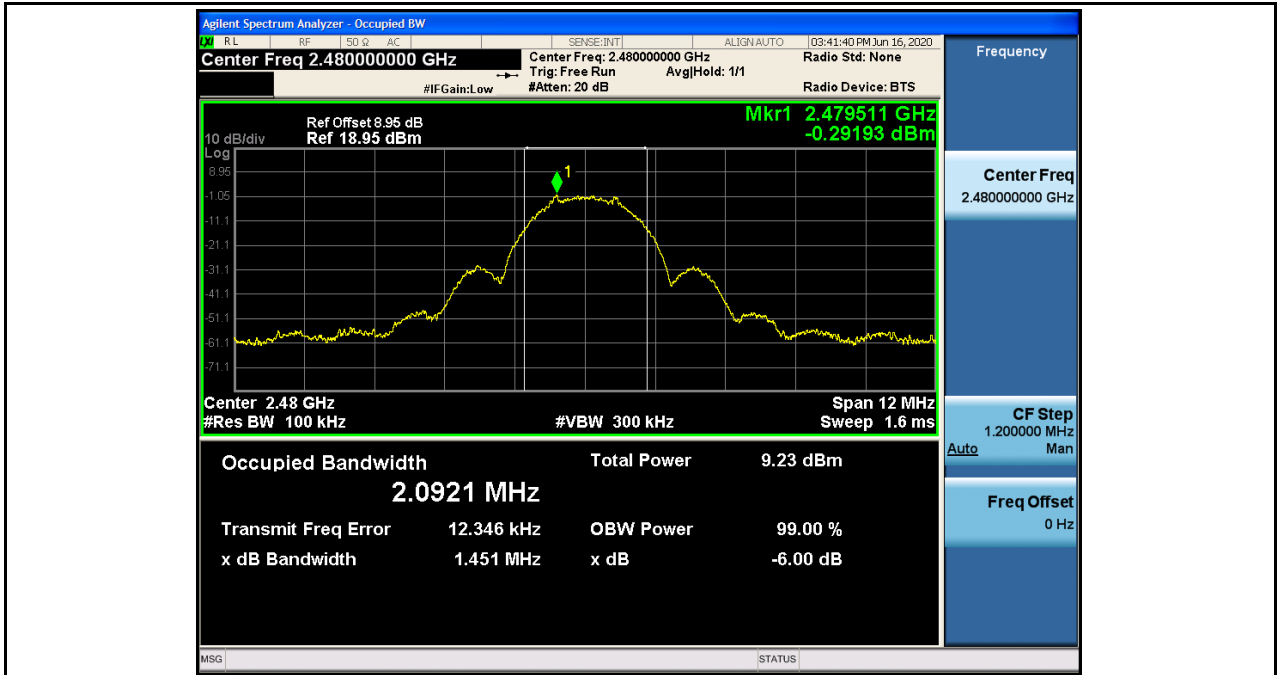 Agilent Spectrum Analyzer - Occupied BW
LXI RL RF 50 Ω AC SENSE:INT ALIGN AUTO 03:41:40 PM Jun 16, 2020
Center Freq 2.480000000 GHz
Center Freq: 2.480000000 GHz
Radio Std: None
Trig: Free Run Avg|Hold: 1/1
#IFGain:Low
#Atten: 20 dB
Radio Device: BTS
Mkr1 2.479511 GHz
-0.29193 dBm
Ref Offset 8.95 dB
10 dB/div Ref 18.95 dBm
Log
8.95
-1.05
-11.1
-21.1
-31.1
-41.1
-51.1
-61.1
-71.1
1
Center 2.48 GHz
Span 12 MHz
#Res BW 100 kHz
#VBW 300 kHz
Sweep 1.6 ms
Occupied Bandwidth
Total Power 9.23 dBm
2.0921 MHz
Transmit Freq Error 12.346 kHz OBW Power 99.00 %
x dB Bandwidth 1.451 MHz x dB -6.00 dB
MSG
STATUS
Frequency
Center Freq
2.480000000 GHz
CF Step
1.200000 MHz
Auto Man
Freq Offset
0 Hz